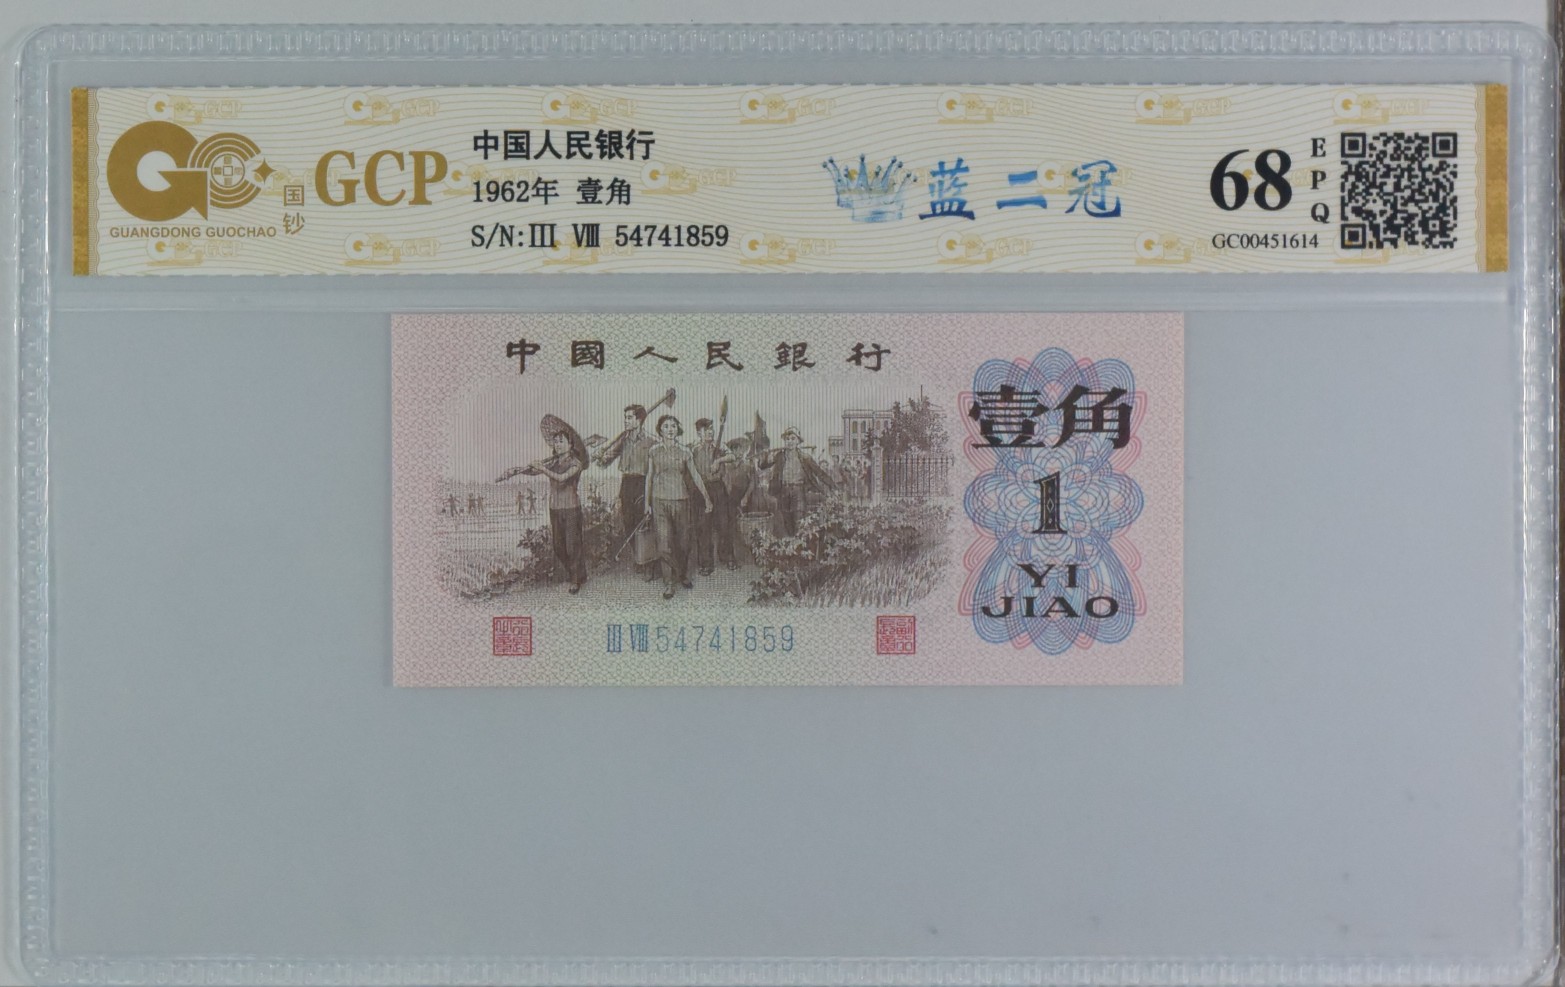 GCP
国
钞
GUANGDONG GUOCHAO
中国人民银行
1962年 壹角
S/N:III VIII 54741859
蓝二冠
68
E
P
Q
GC00451614
中國人民銀行
壹角
1
YI
JIAO
III VIII 54741859